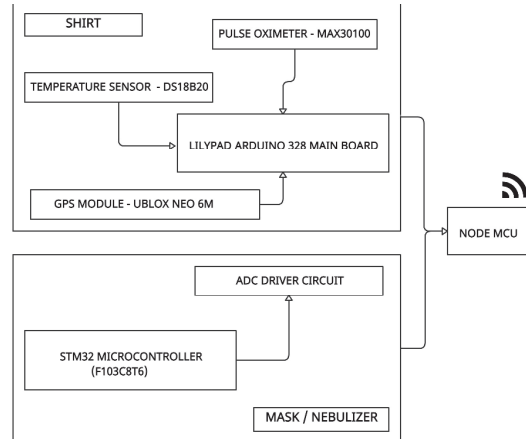 SHIRT
PULSE OXIMETER - MAX30100
TEMPERATURE SENSOR - DS18B20
LILYPAD ARDUINO 328 MAIN BOARD
GPS MODULE - UBLOX NEO 6M
NODE MCU
ADC DRIVER CIRCUIT
STM32 MICROCONTROLLER
(F103C8T6)
MASK / NEBULIZER